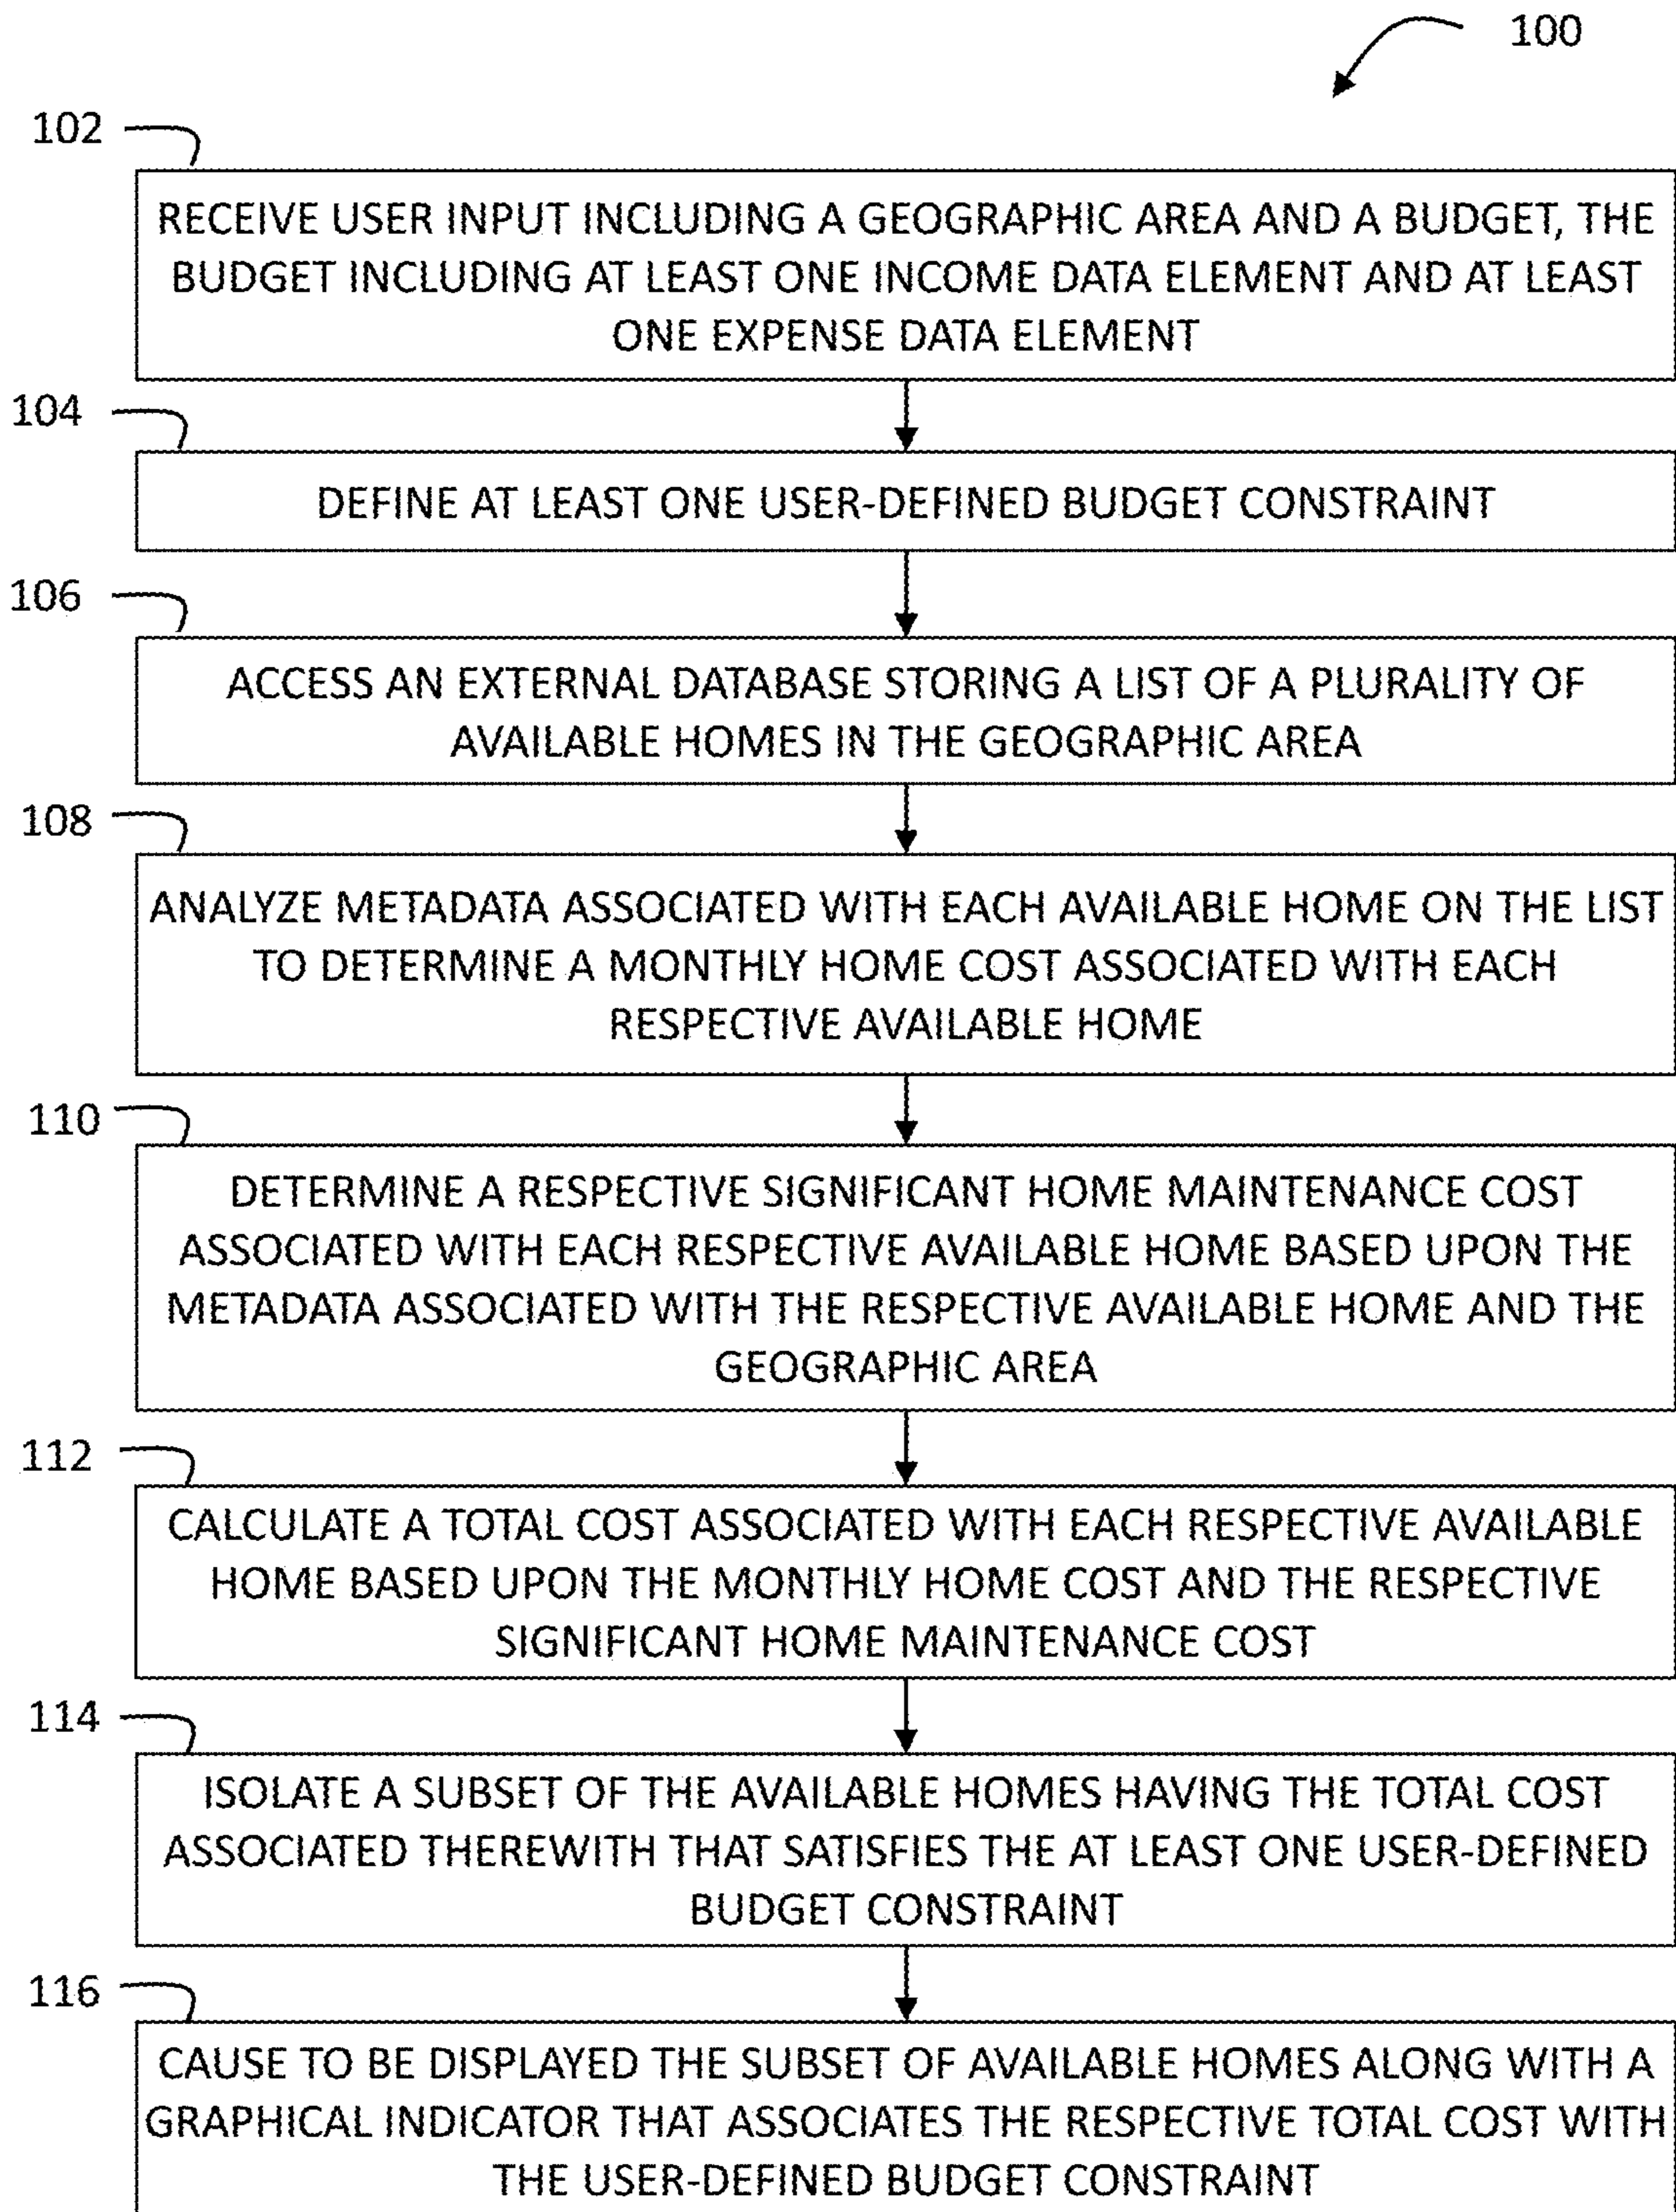 100
102
RECEIVE USER INPUT INCLUDING A GEOGRAPHIC AREA AND A BUDGET, THE
BUDGET INCLUDING AT LEAST ONE INCOME DATA ELEMENT AND AT LEAST
ONE EXPENSE DATA ELEMENT
104
DEFINE AT LEAST ONE USER-DEFINED BUDGET CONSTRAINT
106
ACCESS AN EXTERNAL DATABASE STORING A LIST OF A PLURALITY OF
AVAILABLE HOMES IN THE GEOGRAPHIC AREA
108
ANALYZE METADATA ASSOCIATED WITH EACH AVAILABLE HOME ON THE LIST
TO DETERMINE A MONTHLY HOME COST ASSOCIATED WITH EACH
RESPECTIVE AVAILABLE HOME
110
DETERMINE A RESPECTIVE SIGNIFICANT HOME MAINTENANCE COST
ASSOCIATED WITH EACH RESPECTIVE AVAILABLE HOME BASED UPON THE
METADATA ASSOCIATED WITH THE RESPECTIVE AVAILABLE HOME AND THE
GEOGRAPHIC AREA
112
CALCULATE A TOTAL COST ASSOCIATED WITH EACH RESPECTIVE AVAILABLE
HOME BASED UPON THE MONTHLY HOME COST AND THE RESPECTIVE
SIGNIFICANT HOME MAINTENANCE COST
114
ISOLATE A SUBSET OF THE AVAILABLE HOMES HAVING THE TOTAL COST
ASSOCIATED THEREWITH THAT SATISFIES THE AT LEAST ONE USER-DEFINED
BUDGET CONSTRAINT
116
CAUSE TO BE DISPLAYED THE SUBSET OF AVAILABLE HOMES ALONG WITH A
GRAPHICAL INDICATOR THAT ASSOCIATES THE RESPECTIVE TOTAL COST WITH
THE USER-DEFINED BUDGET CONSTRAINT